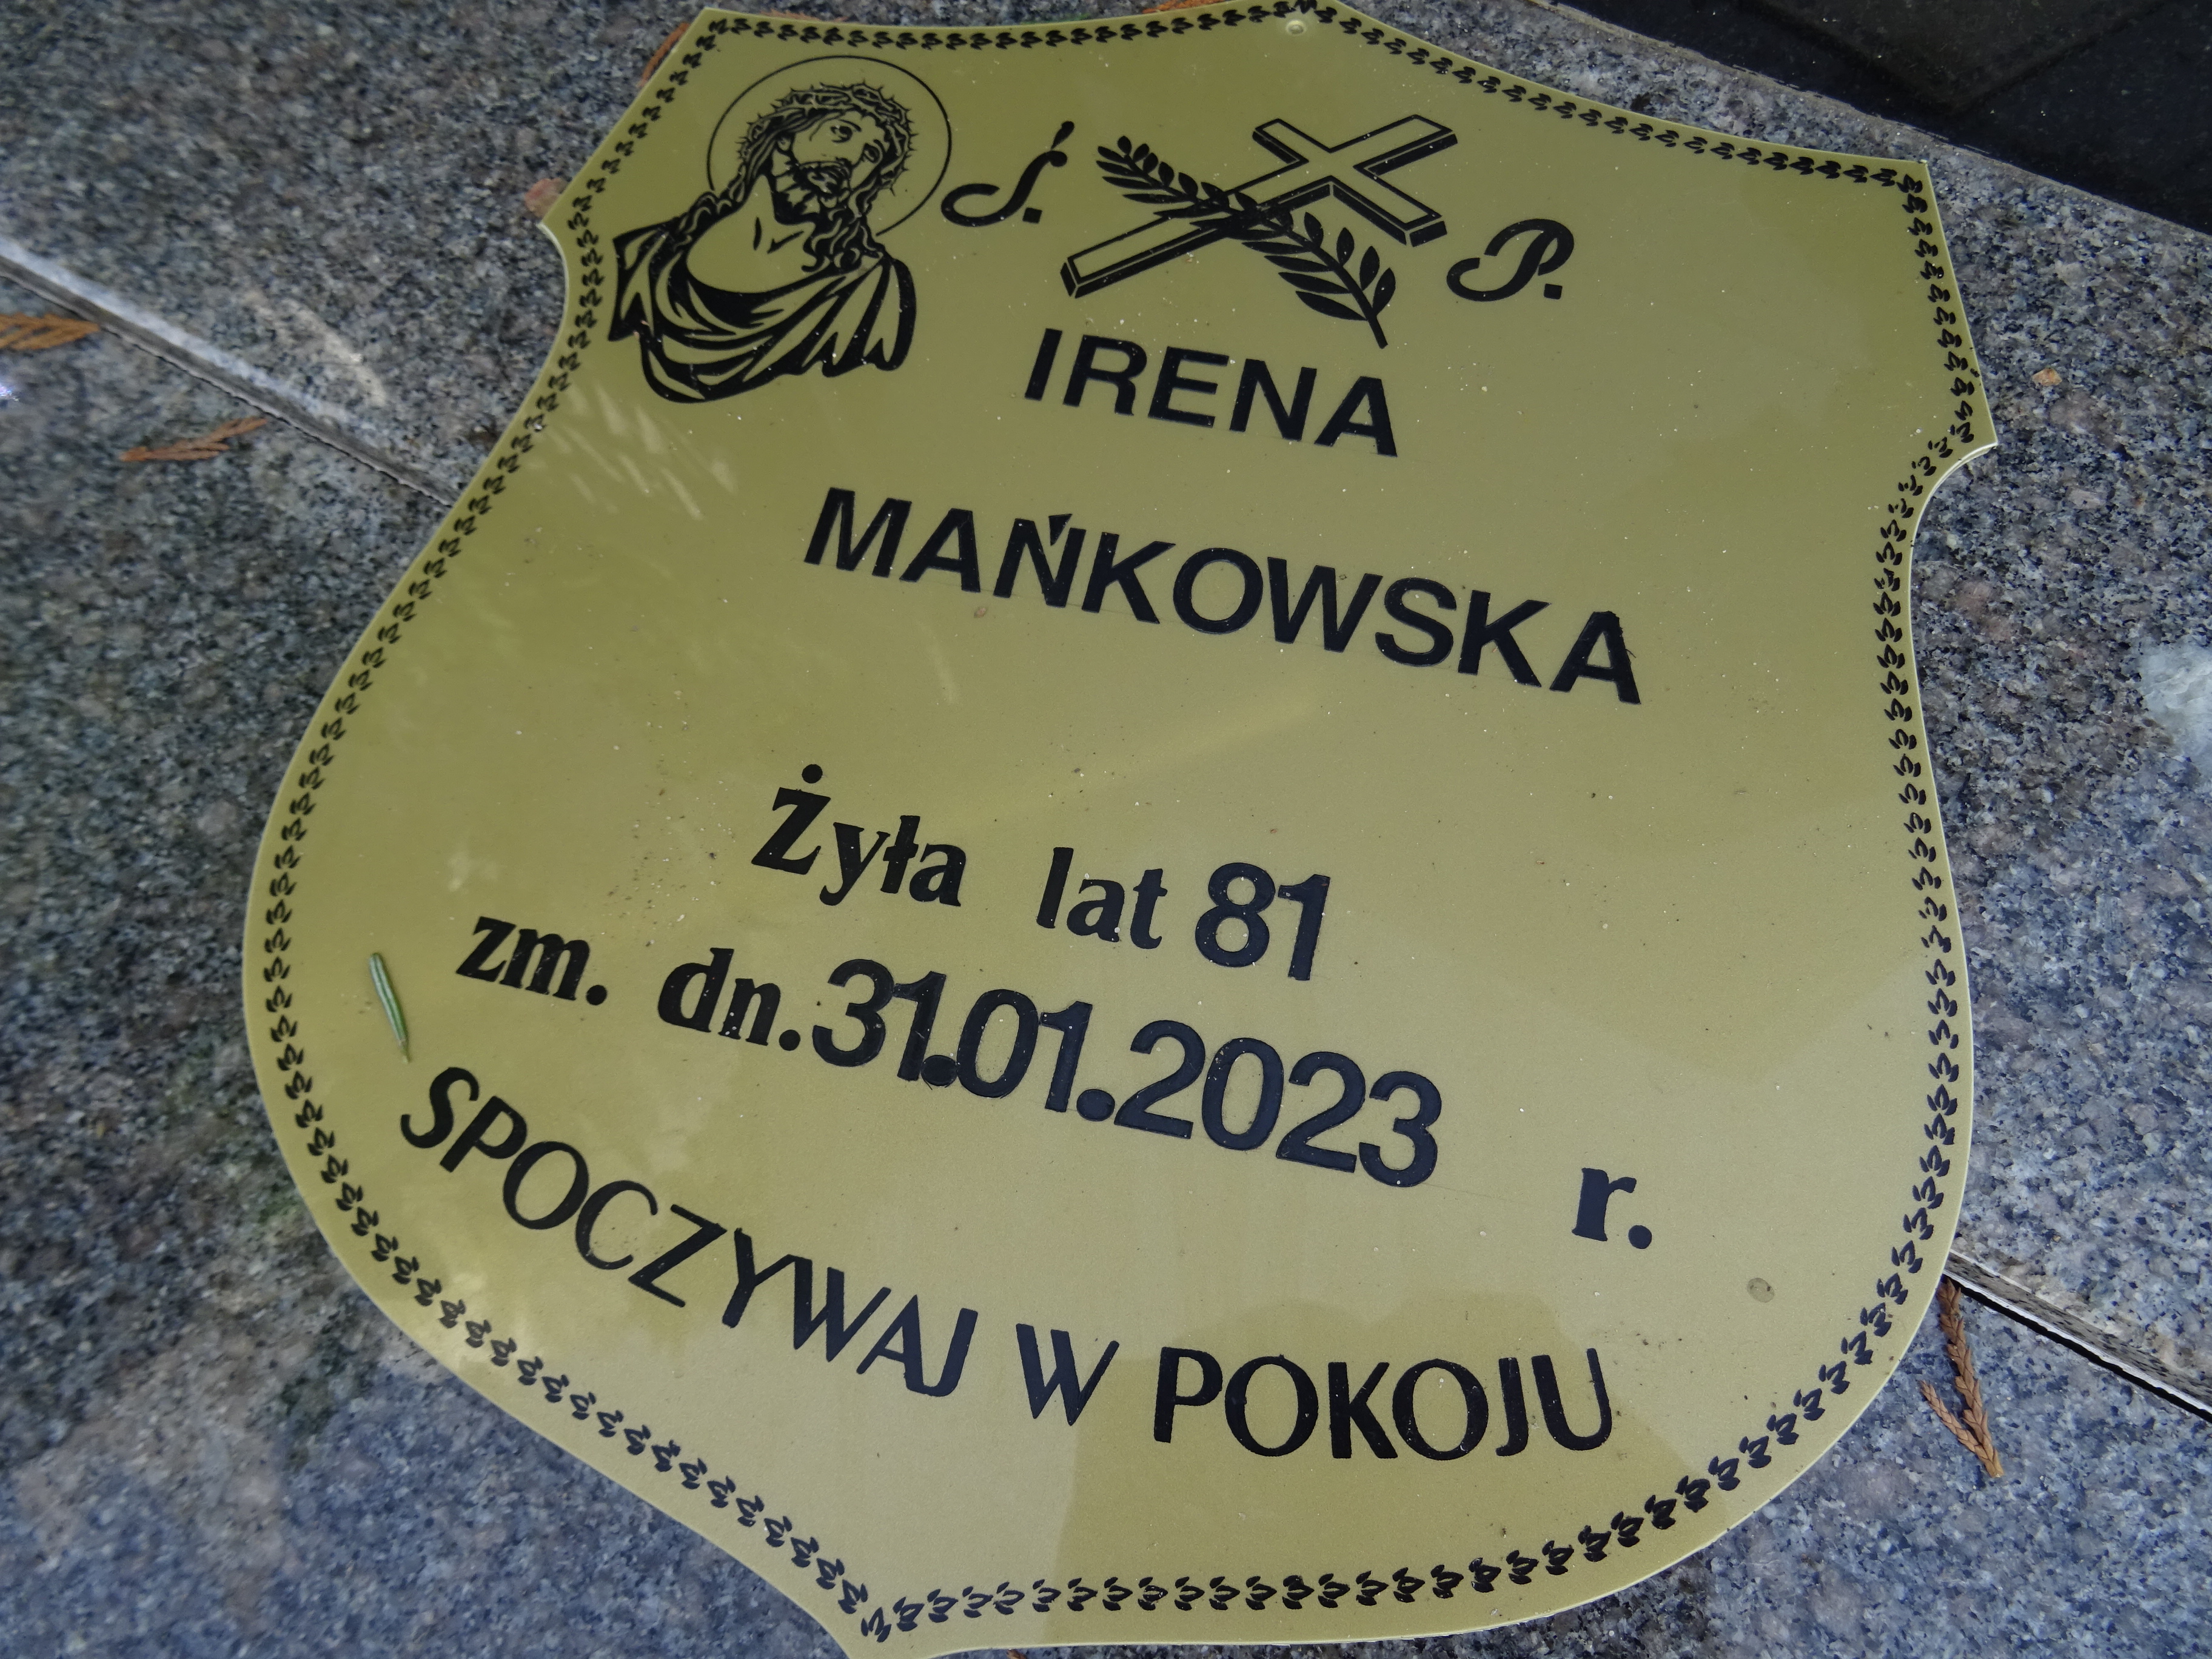 Ś. P.
IRENA
MAŃKOWSKA
Żyła lat 81
zm. dn. 31.01.2023 r.
SPOCZYWAJ W POKOJU